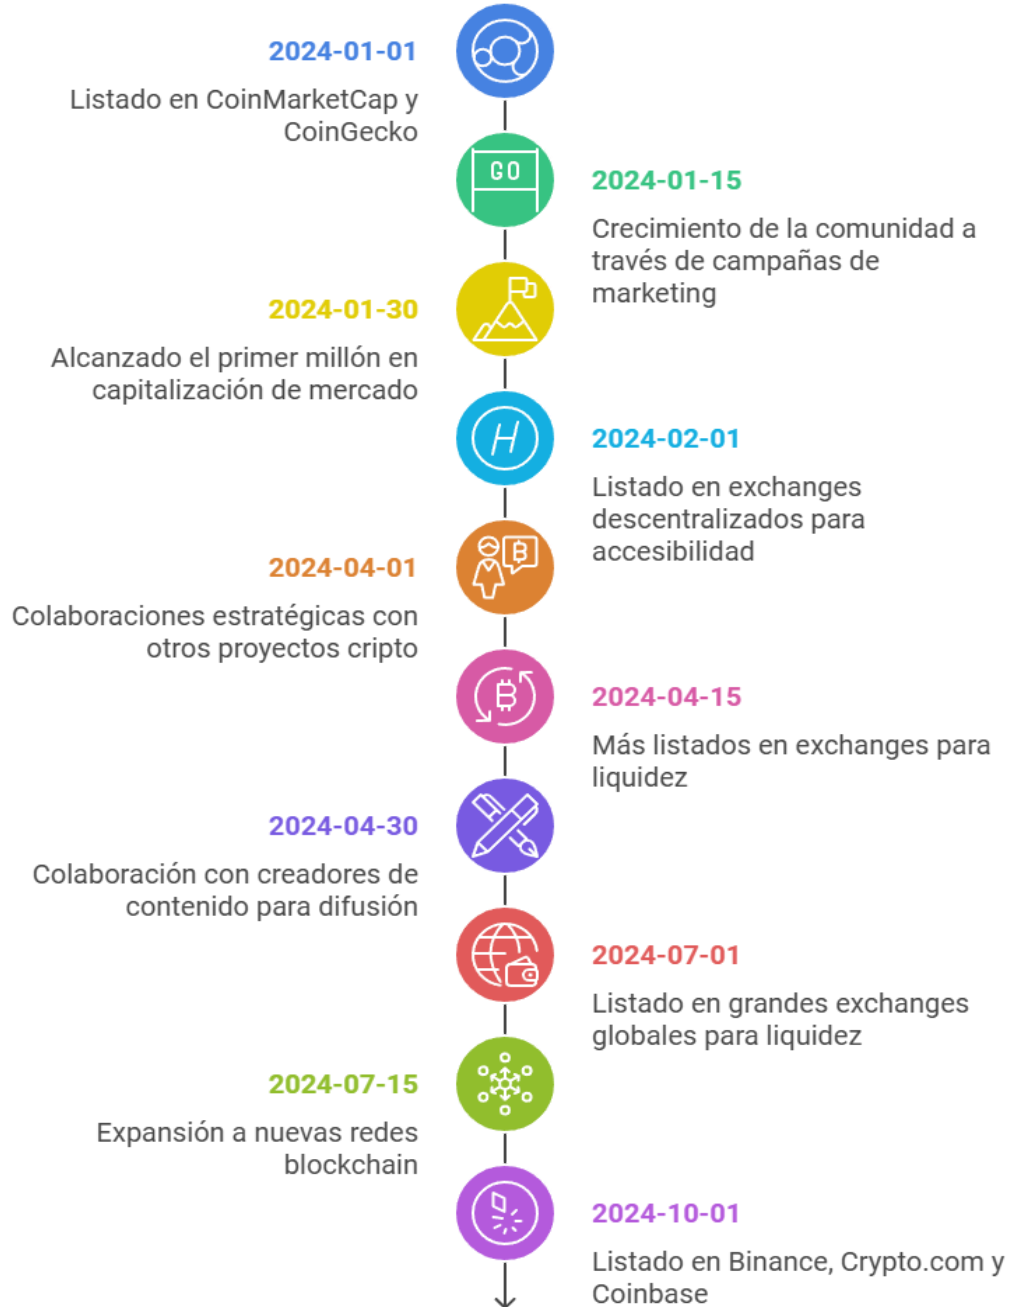 2024-01-01
Listado en CoinMarketCap y
CoinGecko
GO
2024-01-15
Crecimiento de la comunidad a
través de campañas de
marketing
2024-01-30
Alcanzado el primer millón en
capitalización de mercado
H
2024-02-01
Listado en exchanges
descentralizados para
accesibilidad
2024-04-01
Colaboraciones estratégicas con
otros proyectos cripto
2024-04-15
Más listados en exchanges para
liquidez
2024-04-30
Colaboración con creadores de
contenido para difusión
2024-07-01
Listado en grandes exchanges
globales para liquidez
2024-07-15
Expansión a nuevas redes
blockchain
2024-10-01
Listado en Binance, Crypto.com y
Coinbase